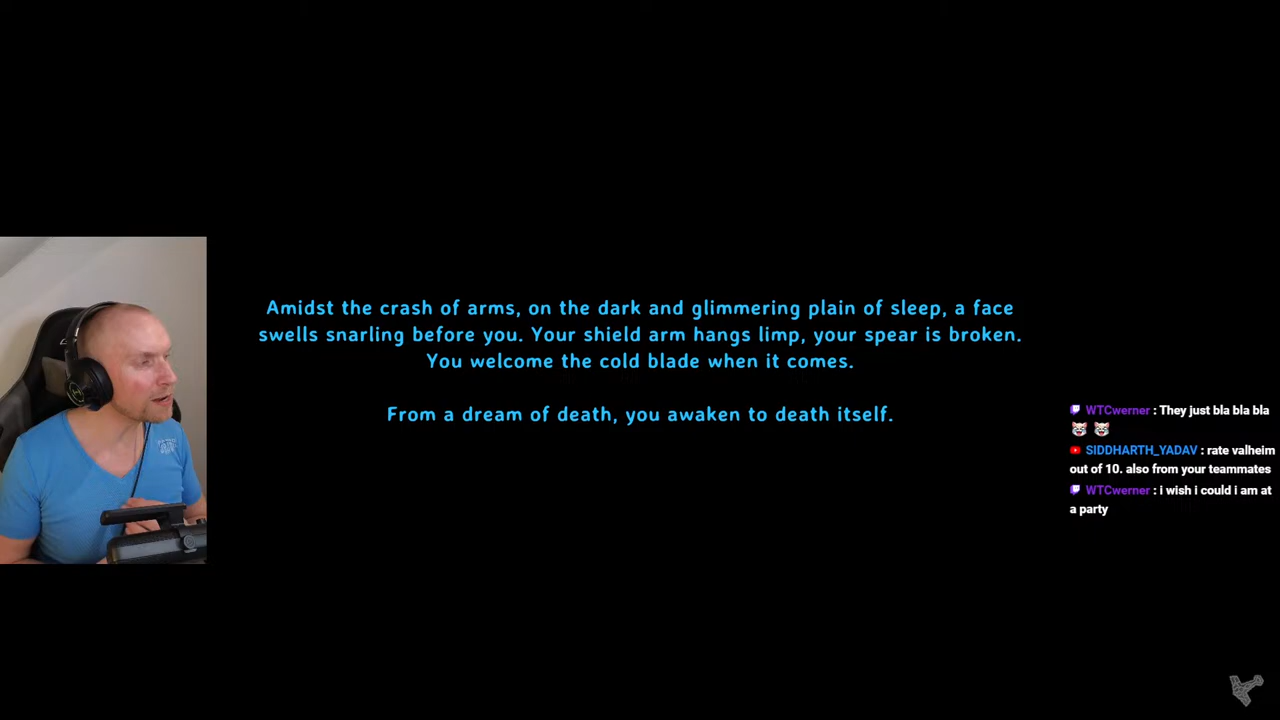 Amidst the crash of arms, on the dark and glimmering plain of sleep, a face
swells snarling before you. Your shield arm hangs limp, your spear is broken.
You welcome the cold blade when it comes.
From a dream of death, you awaken to death itself.
WTCwerner : They just bla bla bla
SIDDHARTH_YADAV : rate valheim
out of 10. also from your teammates
WTCwerner : i wish i could i am at
a party